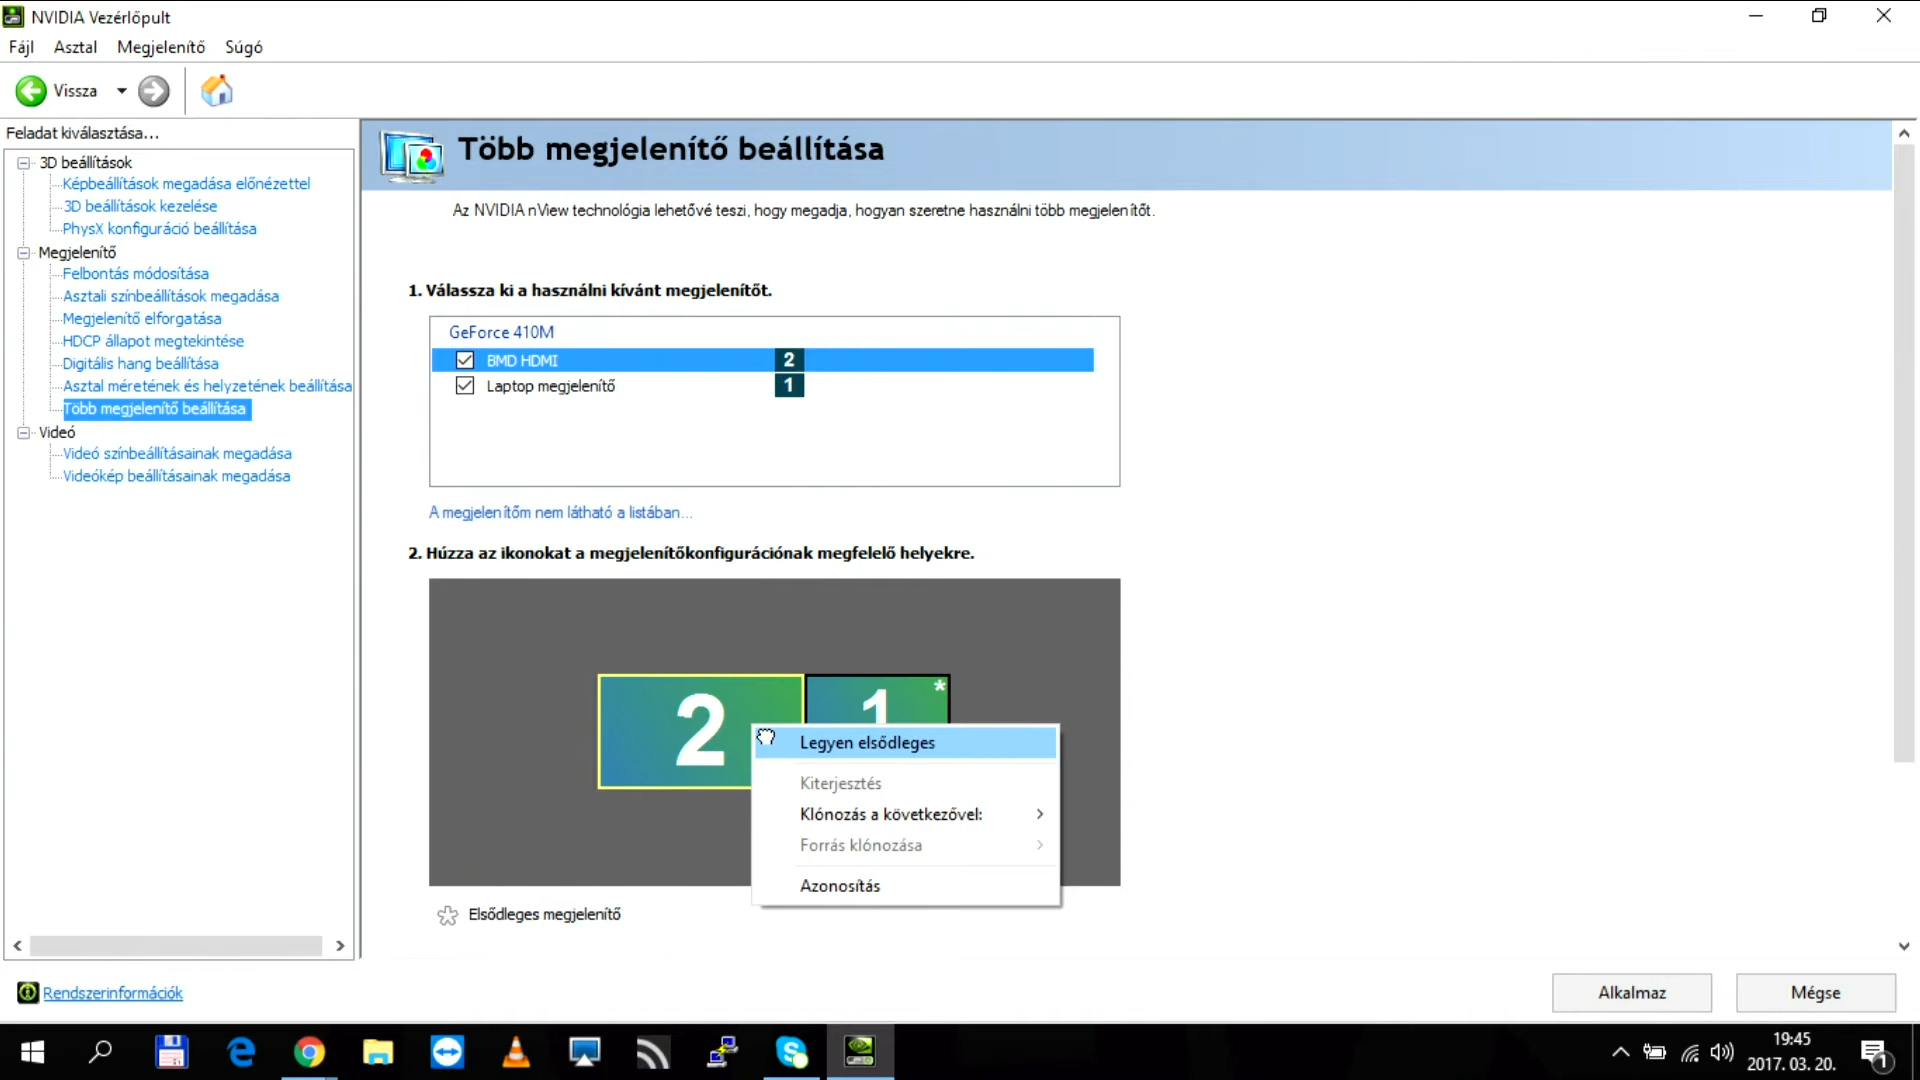 NVIDIA Vezérlőpult
Fájl Asztal Megjelenítő Súgó
Vissza
Feladat kiválasztása...
3D beállítások
Képbeállítások megadása előnézettel
3D beállítások kezelése
PhysX konfiguráció beállítása
Megjelenítő
Felbontás módosítása
Asztali színbeállítások megadása
Megjelenítő elforgatása
HDCP állapot megtekintése
Digitális hang beállítása
Asztal méretének és helyzetének beállítása
Több megjelenítő beállítása
Videó
Videó színbeállításainak megadása
Videókép beállításainak megadása
Rendszerinformációk
Több megjelenítő beállítása
Az NVIDIA nView technológia lehetővé teszi, hogy megadja, hogyan szeretne használni több megjelenítőt.
1. Válassza ki a használni kívánt megjelenítőt.
GeForce 410M
BMD HDMI 2
Laptop megjelenítő 1
A megjelenítőm nem látható a listában...
2. Húzza az ikonokat a megjelenítőkonfigurációnak megfelelő helyekre.
2 1 *
Legyen elsődleges
Kiterjesztés
Klónozás a következővel:
Forrás klónozása
Azonosítás
Elsődleges megjelenítő
Alkalmaz Mégse
19:45
2017. 03. 20.
1